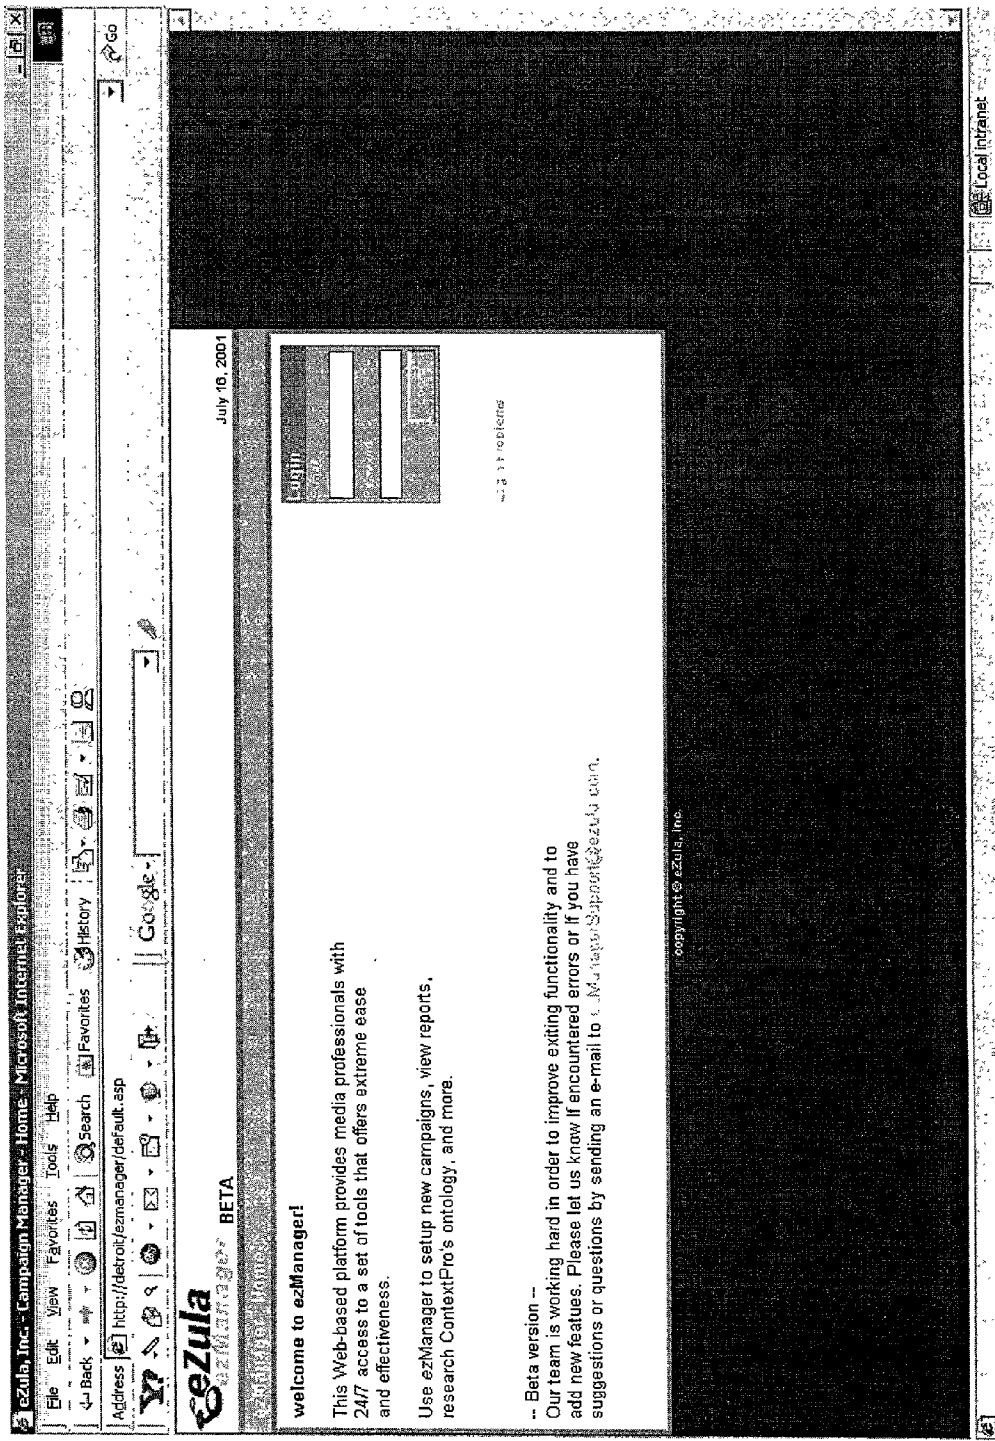 eZula, Inc. - Campaign Manager - Home - Microsoft Internet Explorer
File Edit View Favorites Tools Help
Back Search Favorites History
Address http://detroit/ezmanager/default.asp Go
Y! Google
eZula
ezManager BETA
July 16, 2001
ezManager Home
welcome to ezManager!
Login
This Web-based platform provides media professionals with
24/7 access to a set of tools that offers extreme ease
and effectiveness.
Use ezManager to setup new campaigns, view reports,
research ContextPro's ontology, and more.
Problems
-- Beta version --
Our team is working hard in order to improve exiting functionality and to
add new featues. Please let us know If encountered errors or If you have
suggestions or questions by sending an e-mail to
copyright © eZula, Inc.
Local intranet